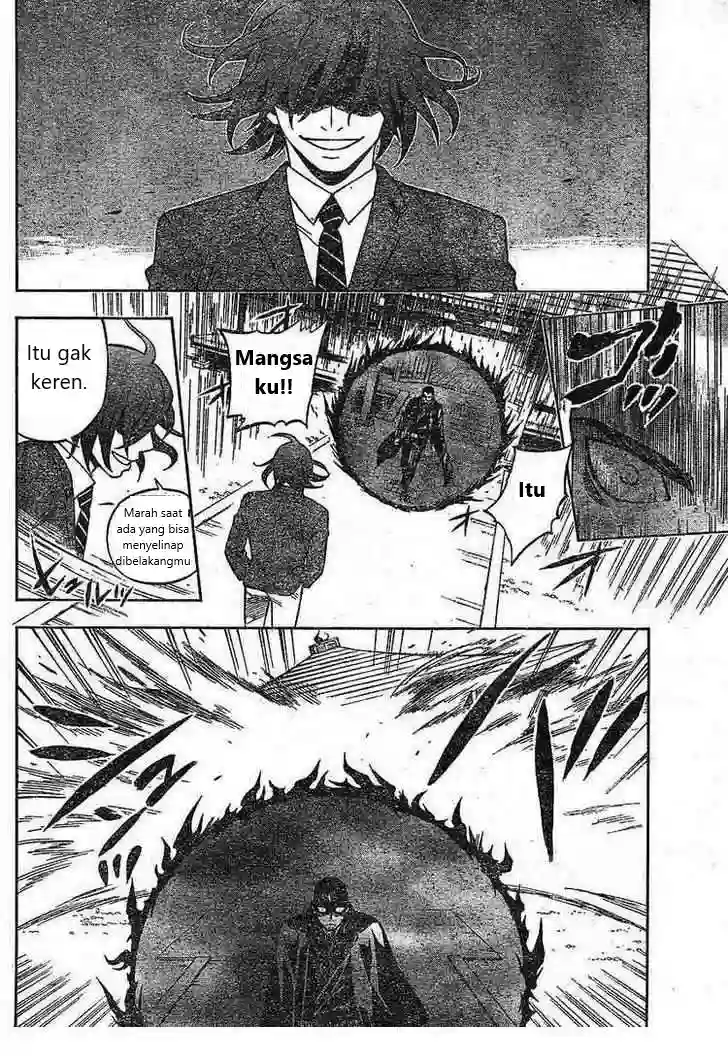 Itu
Mangsa
ku!!
Itu gak
keren.
Marah saat
ada yang bisa
menyelinap
dibelakangmu